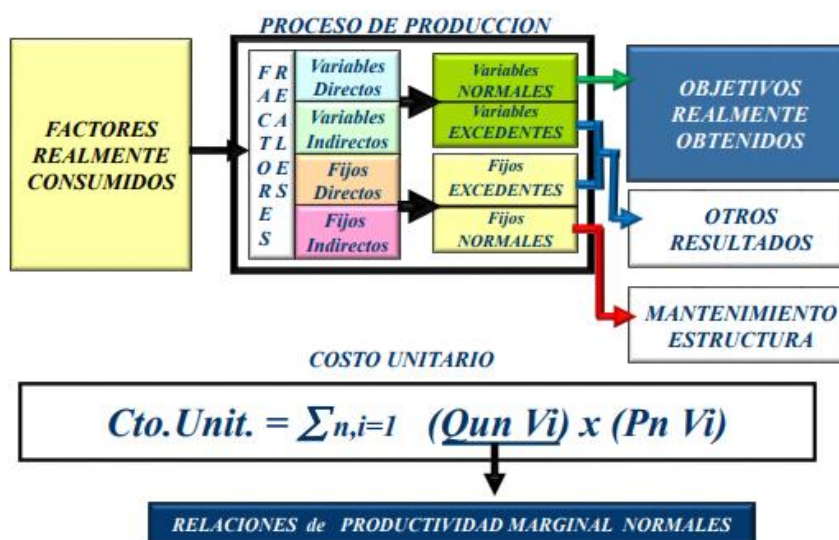 PROCESO DE PRODUCCION
FACTORES
REALMENTE
CONSUMIDOS
FACTORES
REALES
Variables
Directos
Variables
Indirectos
Fijos
Directos
Fijos
Indirectos
Variables
NORMALES
Variables
EXCEDENTES
Fijos
EXCEDENTES
Fijos
NORMALES
OBJETIVOS
REALMENTE
OBTENIDOS
OTROS
RESULTADOS
MANTENIMIENTO
ESTRUCTURA
COSTO UNITARIO
Cto.Unit. = ∑n,i=1 (Qun Vi) x (Pn Vi)
RELACIONES de PRODUCTIVIDAD MARGINAL NORMALES